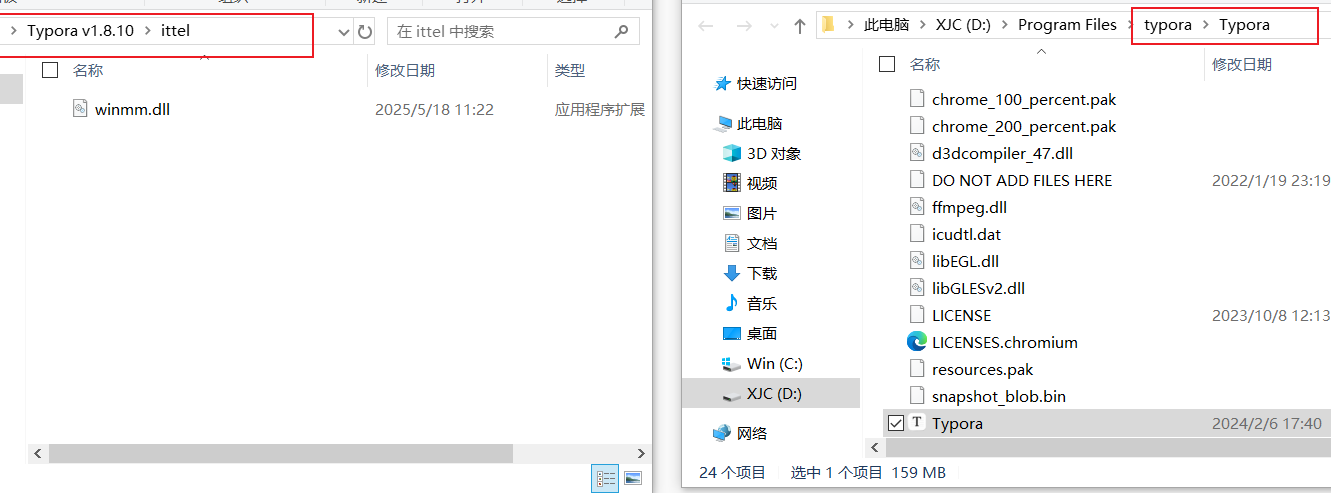 Typora v1.8.10 > ittel
在 ittel 中搜索
名称
修改日期
类型
winmm.dll
2025/5/18 11:22
应用程序扩展
此电脑 > XJC (D:) > Program Files > typora > Typora
快速访问
此电脑
3D 对象
视频
图片
文档
下载
音乐
桌面
Win (C:)
XJC (D:)
网络
名称
修改日期
chrome_100_percent.pak
chrome_200_percent.pak
d3dcompiler_47.dll
DO NOT ADD FILES HERE
2022/1/19 23:19
ffmpeg.dll
icudtl.dat
libEGL.dll
libGLESv2.dll
LICENSE
2023/10/8 12:13
LICENSES.chromium
resources.pak
snapshot_blob.bin
Typora
2024/2/6 17:40
24 个项目
选中 1 个项目 159 MB